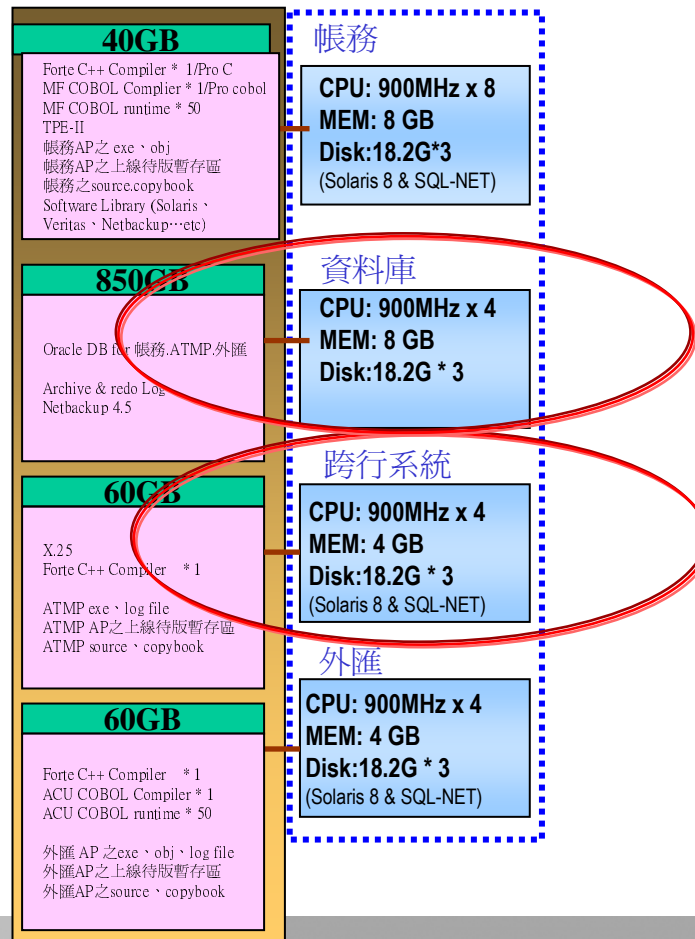 40GB
Forte C++ Compiler * 1/Pro C
MF COBOL Complier * 1/Pro cobol
MF COBOL runtime * 50
TPE-II
帳務AP之 exe、obj
帳務AP之上線待版暫存區
帳務之source.copybook
Software Library (Solaris、
Veritas、Netbackup…etc)
帳務
CPU: 900MHz x 8
MEM: 8 GB
Disk:18.2G*3
(Solaris 8 & SQL-NET)
850GB
Oracle DB for 帳務.ATMP.外匯
Archive & redo Log
Netbackup 4.5
資料庫
CPU: 900MHz x 4
MEM: 8 GB
Disk:18.2G * 3
60GB
X.25
Forte C++ Compiler * 1
ATMP exe、log file
ATMP AP之上線待版暫存區
ATMP source、copybook
跨行系統
CPU: 900MHz x 4
MEM: 4 GB
Disk:18.2G * 3
(Solaris 8 & SQL-NET)
60GB
Forte C++ Compiler * 1
ACU COBOL Compiler * 1
ACU COBOL runtime * 50
外匯 AP 之exe、obj、log file
外匯AP之上線待版暫存區
外匯AP之source、copybook
外匯
CPU: 900MHz x 4
MEM: 4 GB
Disk:18.2G * 3
(Solaris 8 & SQL-NET)